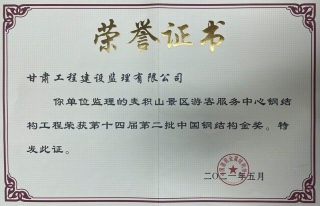 荣誉证书
甘肃工程建设监理有限公司
你单位监理的麦积山景区游客服务中心钢结
构工程荣获第十四届第二批中国钢结构金奖。特
发此证。
二〇二一年五月